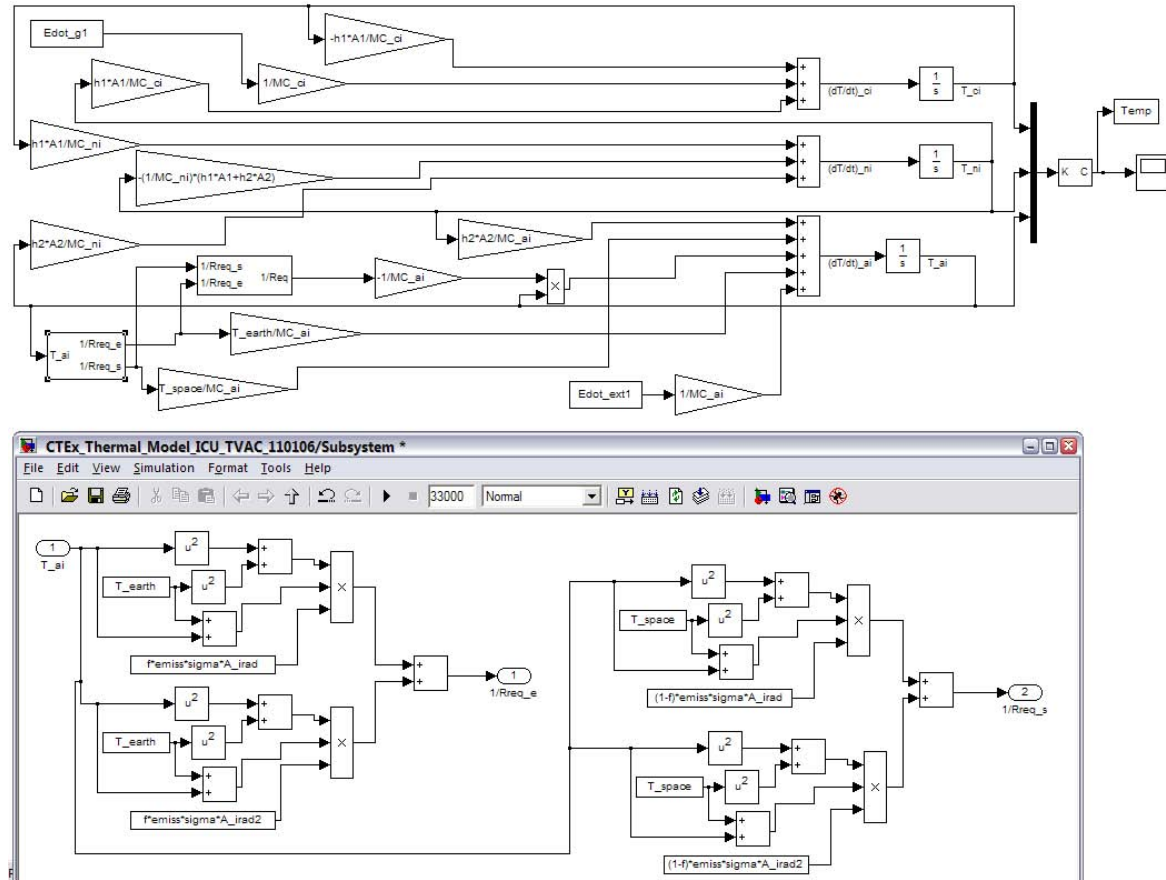 Edot_g1
-h1*A1/MC_ci
h1*A1/MC_ci
1/MC_ci
+
+
+
(dT/dt)_ci
1
s
T_ci
Temp
h1*A1/MC_ni
-(1/MC_ni)*(h1*A1+h2*A2)
+
+
+
(dT/dt)_ni
1
s
T_ni
K C
h2*A2/MC_ni
h2*A2/MC_ai
1/Rreq_s
1/Rreq_e
1/Req
-1/MC_ai
×
+
+
+
+
+
(dT/dt)_ai
1
s
T_ai
T_ai
1/Rreq_e
1/Rreq_s
T_earth/MC_ai
T_space/MC_ai
Edot_ext1
1/MC_ai
CTEx_Thermal_Model_ICU_TVAC_110106/Subsystem *
File Edit View Simulation Format Tools Help
33000
Normal
1
T_ai
u2
T_earth
u2
+
+
+
+
×
f*emiss*sigma*A_irad
u2
T_earth
u2
+
+
+
+
×
f*emiss*sigma*A_irad2
+
+
1
1/Rreq_e
u2
T_space
u2
+
+
+
+
×
(1-f)*emiss*sigma*A_irad
u2
T_space
u2
+
+
+
+
×
(1-f)*emiss*sigma*A_irad2
+
+
2
1/Rreq_s